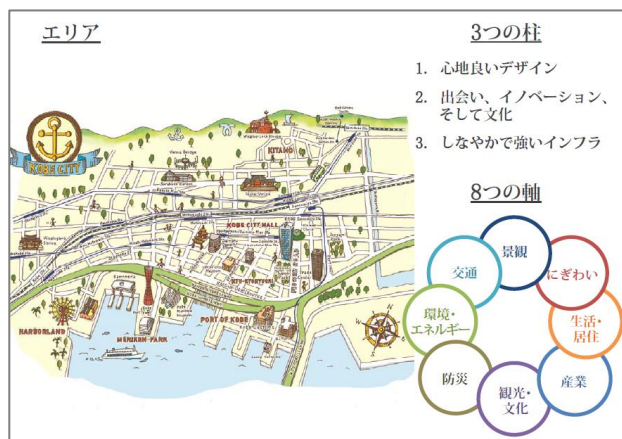 エリア
KOBE CITY
KITANO
KOBE CITY HALL
KYU-KYORYUCHI
PORT OF KOBE
HARBORLAND
MERIKEN PARK
3つの柱
1. 心地良いデザイン
2. 出会い、イノベーション、
そして文化
3. しなやかで強いインフラ
8つの軸
景観
にぎわい
生活・
居住
産業
観光・
文化
防災
環境・
エネルギー
交通